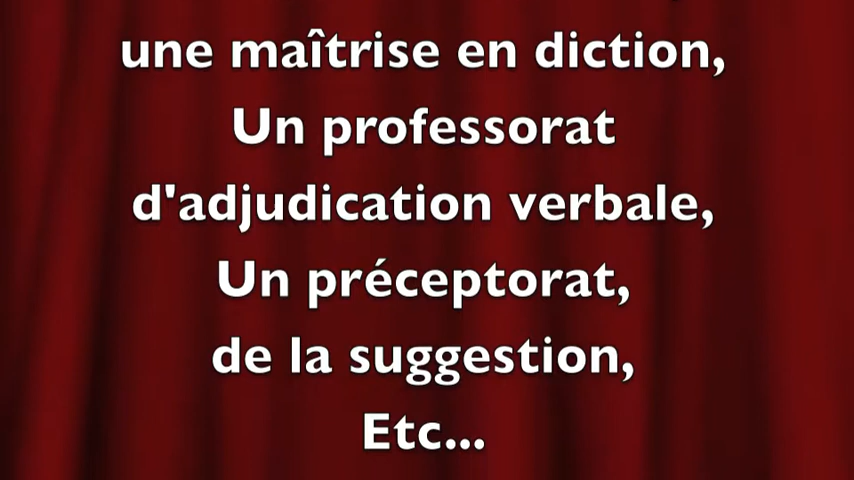 une maîtrise en diction,
Un professorat
d'adjudication verbale,
Un préceptorat,
de la suggestion,
Etc...